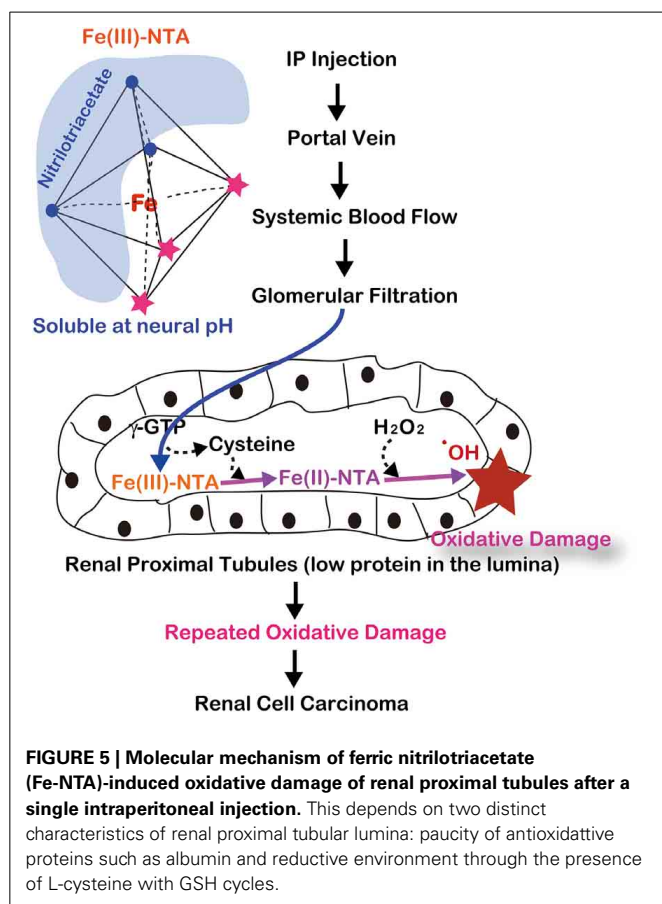 Fe(III)-NTA
Nitrilotriacetate
Fe
Soluble at neural pH
IP Injection
Portal Vein
Systemic Blood Flow
Glomerular Filtration
γ-GTP
Cysteine
H₂O₂
·OH
Fe(III)-NTA
Fe(II)-NTA
Oxidative Damage
Renal Proximal Tubules (low protein in the lumina)
Repeated Oxidative Damage
Renal Cell Carcinoma
FIGURE 5 | Molecular mechanism of ferric nitrilotriacetate
(Fe-NTA)-induced oxidative damage of renal proximal tubules after a
single intraperitoneal injection. This depends on two distinct
characteristics of renal proximal tubular lumina: paucity of antioxidattive
proteins such as albumin and reductive environment through the presence
of L-cysteine with GSH cycles.